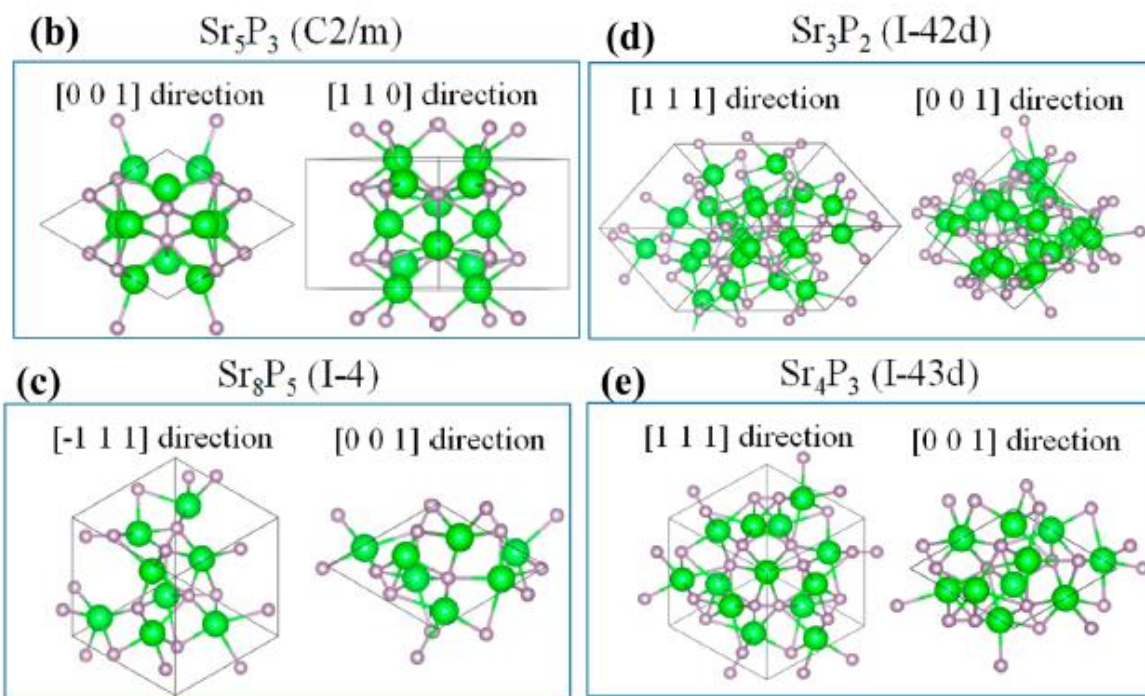 (b) Sr₅P₃ (C2/m)
[0 0 1] direction [1 1 0] direction
(d) Sr₃P₂ (I-42d)
[1 1 1] direction [0 0 1] direction
(c) Sr₈P₅ (I-4)
[-1 1 1] direction [0 0 1] direction
(e) Sr₄P₃ (I-43d)
[1 1 1] direction [0 0 1] direction